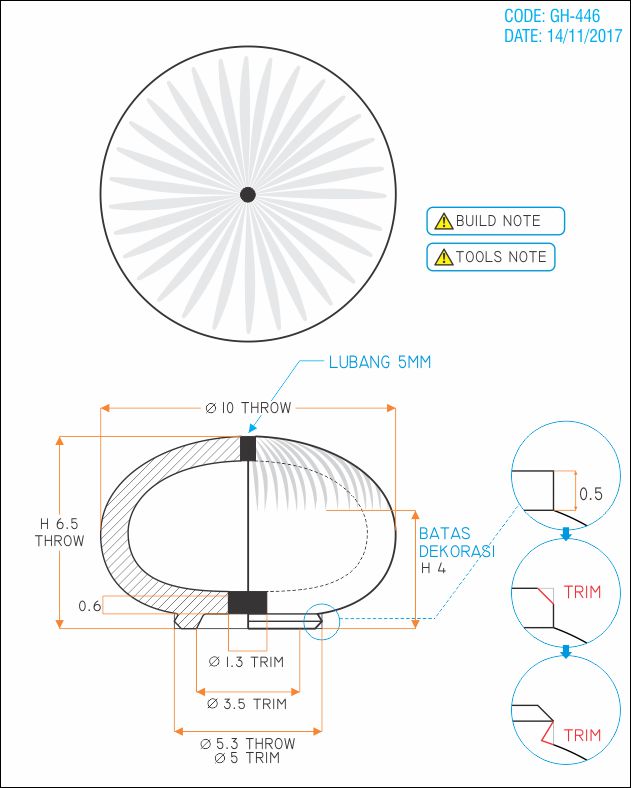 CODE: GH-446
DATE: 14/11/2017
BUILD NOTE
TOOLS NOTE
LUBANG 5MM
Ø 10 THROW
H 6.5
THROW
BATAS
DEKORASI
H 4
0.5
TRIM
TRIM
0.6
Ø 1.3 TRIM
Ø 3.5 TRIM
Ø 5.3 THROW
Ø 5 TRIM